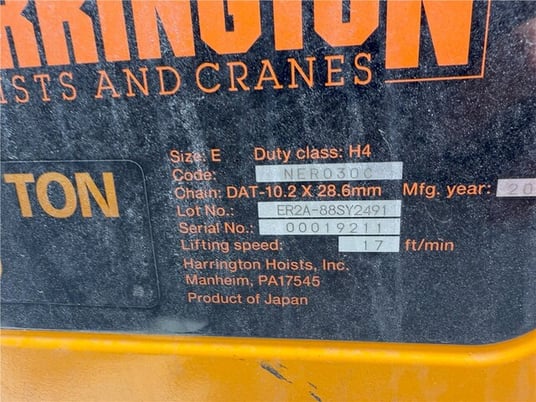 RRINGTON
ISTS AND CRANES
Size: E Duty class: H4
Code: NER030C
TON
Chain: DAT-10.2 X 28.6mm Mfg. year: 20
Lot No.: ER2A-88SY2491
Serial No.: 00019211
Lifting speed: 17 ft/min
Harrington Hoists, Inc.
Manheim, PA17545
Product of Japan